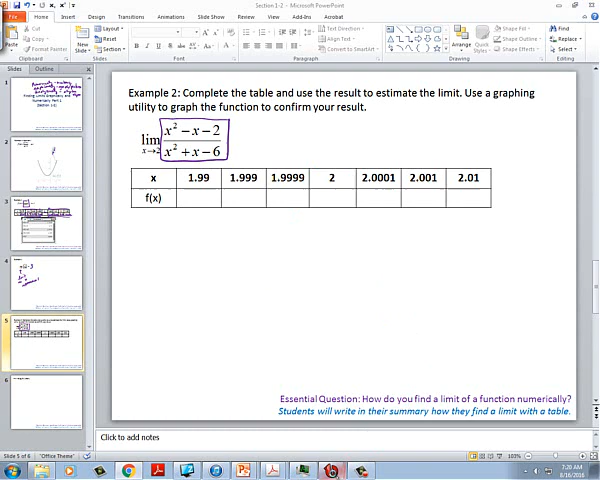 Section 1-2 - Microsoft PowerPoint
File Home Insert Design Transitions Animations Slide Show Review View Add-Ins Acrobat
Cut
Copy
Format Painter
Paste
Clipboard
Layout
Reset
Section
Slides
Font
Paragraph
Text Direction
Align Text
Convert to SmartArt
Arrange
Quick Styles
Shape Fill
Shape Outline
Shape Effects
Drawing
Find
Replace
Select
Editing
Slides Outline
1
2
3
4
5
6
Example 2: Complete the table and use the result to estimate the limit. Use a graphing
utility to graph the function to confirm your result.
lim x→2 x² − x − 2 / x² + x − 6
x 1.99 1.999 1.9999 2 2.0001 2.001 2.01
f(x)
Essential Question: How do you find a limit of a function numerically?
Students will write in their summary how they find a limit with a table.
Click to add notes
Slide 5 of 6 "Office Theme" 103%
7:20 AM
8/16/2016